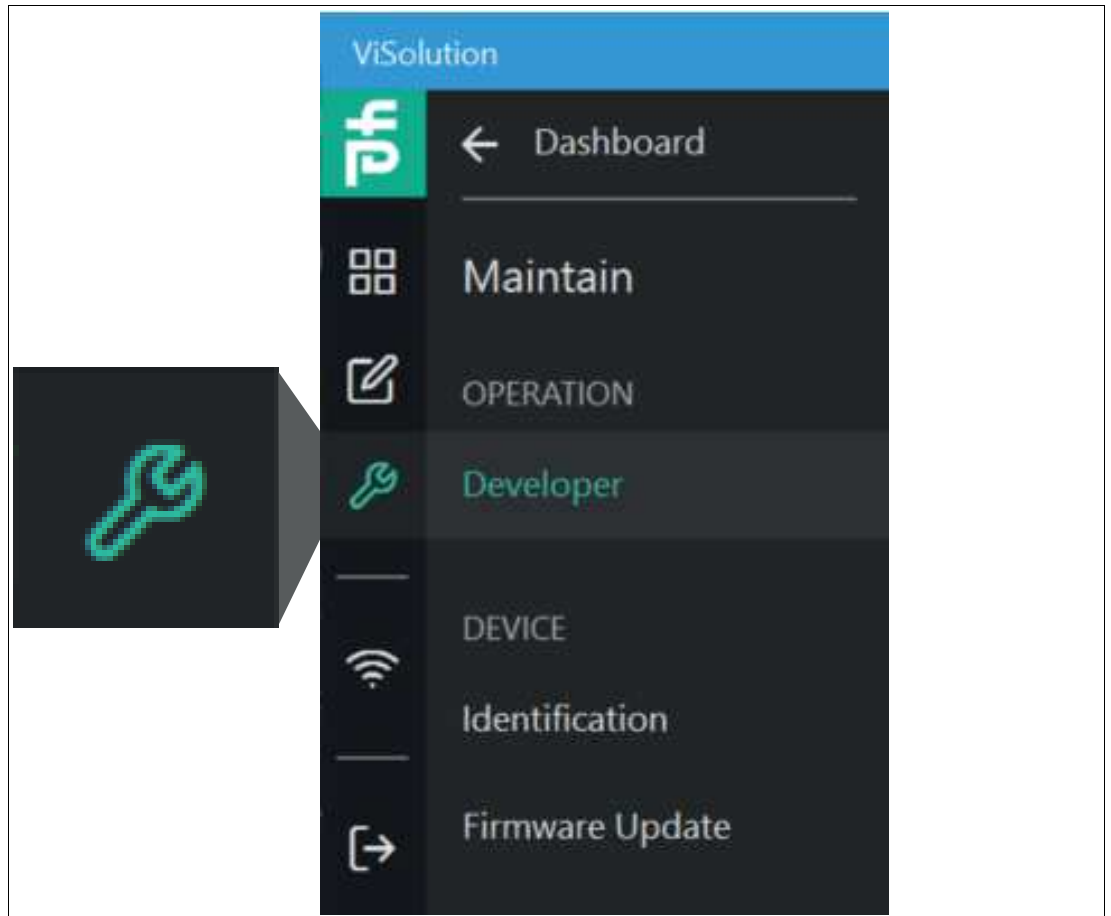 ViSolution
Dashboard
Maintain
OPERATION
Developer
DEVICE
Identification
Firmware Update